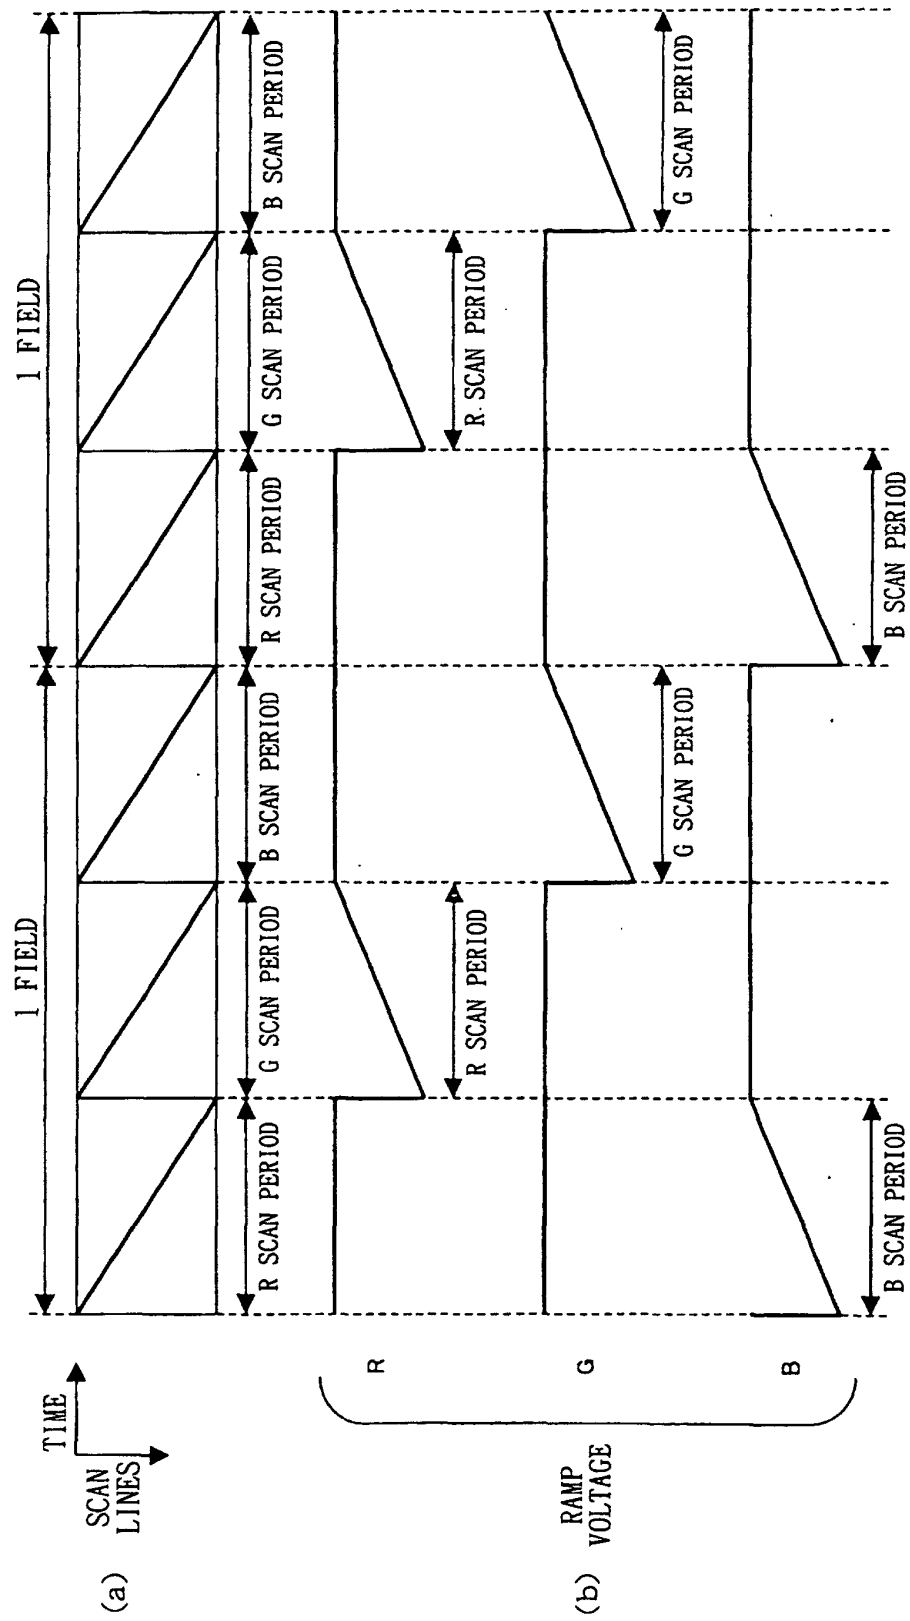 (a)
TIME
SCAN
LINES
1 FIELD
1 FIELD
R SCAN PERIOD
G SCAN PERIOD
B SCAN PERIOD
R SCAN PERIOD
G SCAN PERIOD
B SCAN PERIOD
(b)
RAMP
VOLTAGE
R
R SCAN PERIOD
R SCAN PERIOD
G
G SCAN PERIOD
G SCAN PERIOD
B
B SCAN PERIOD
B SCAN PERIOD